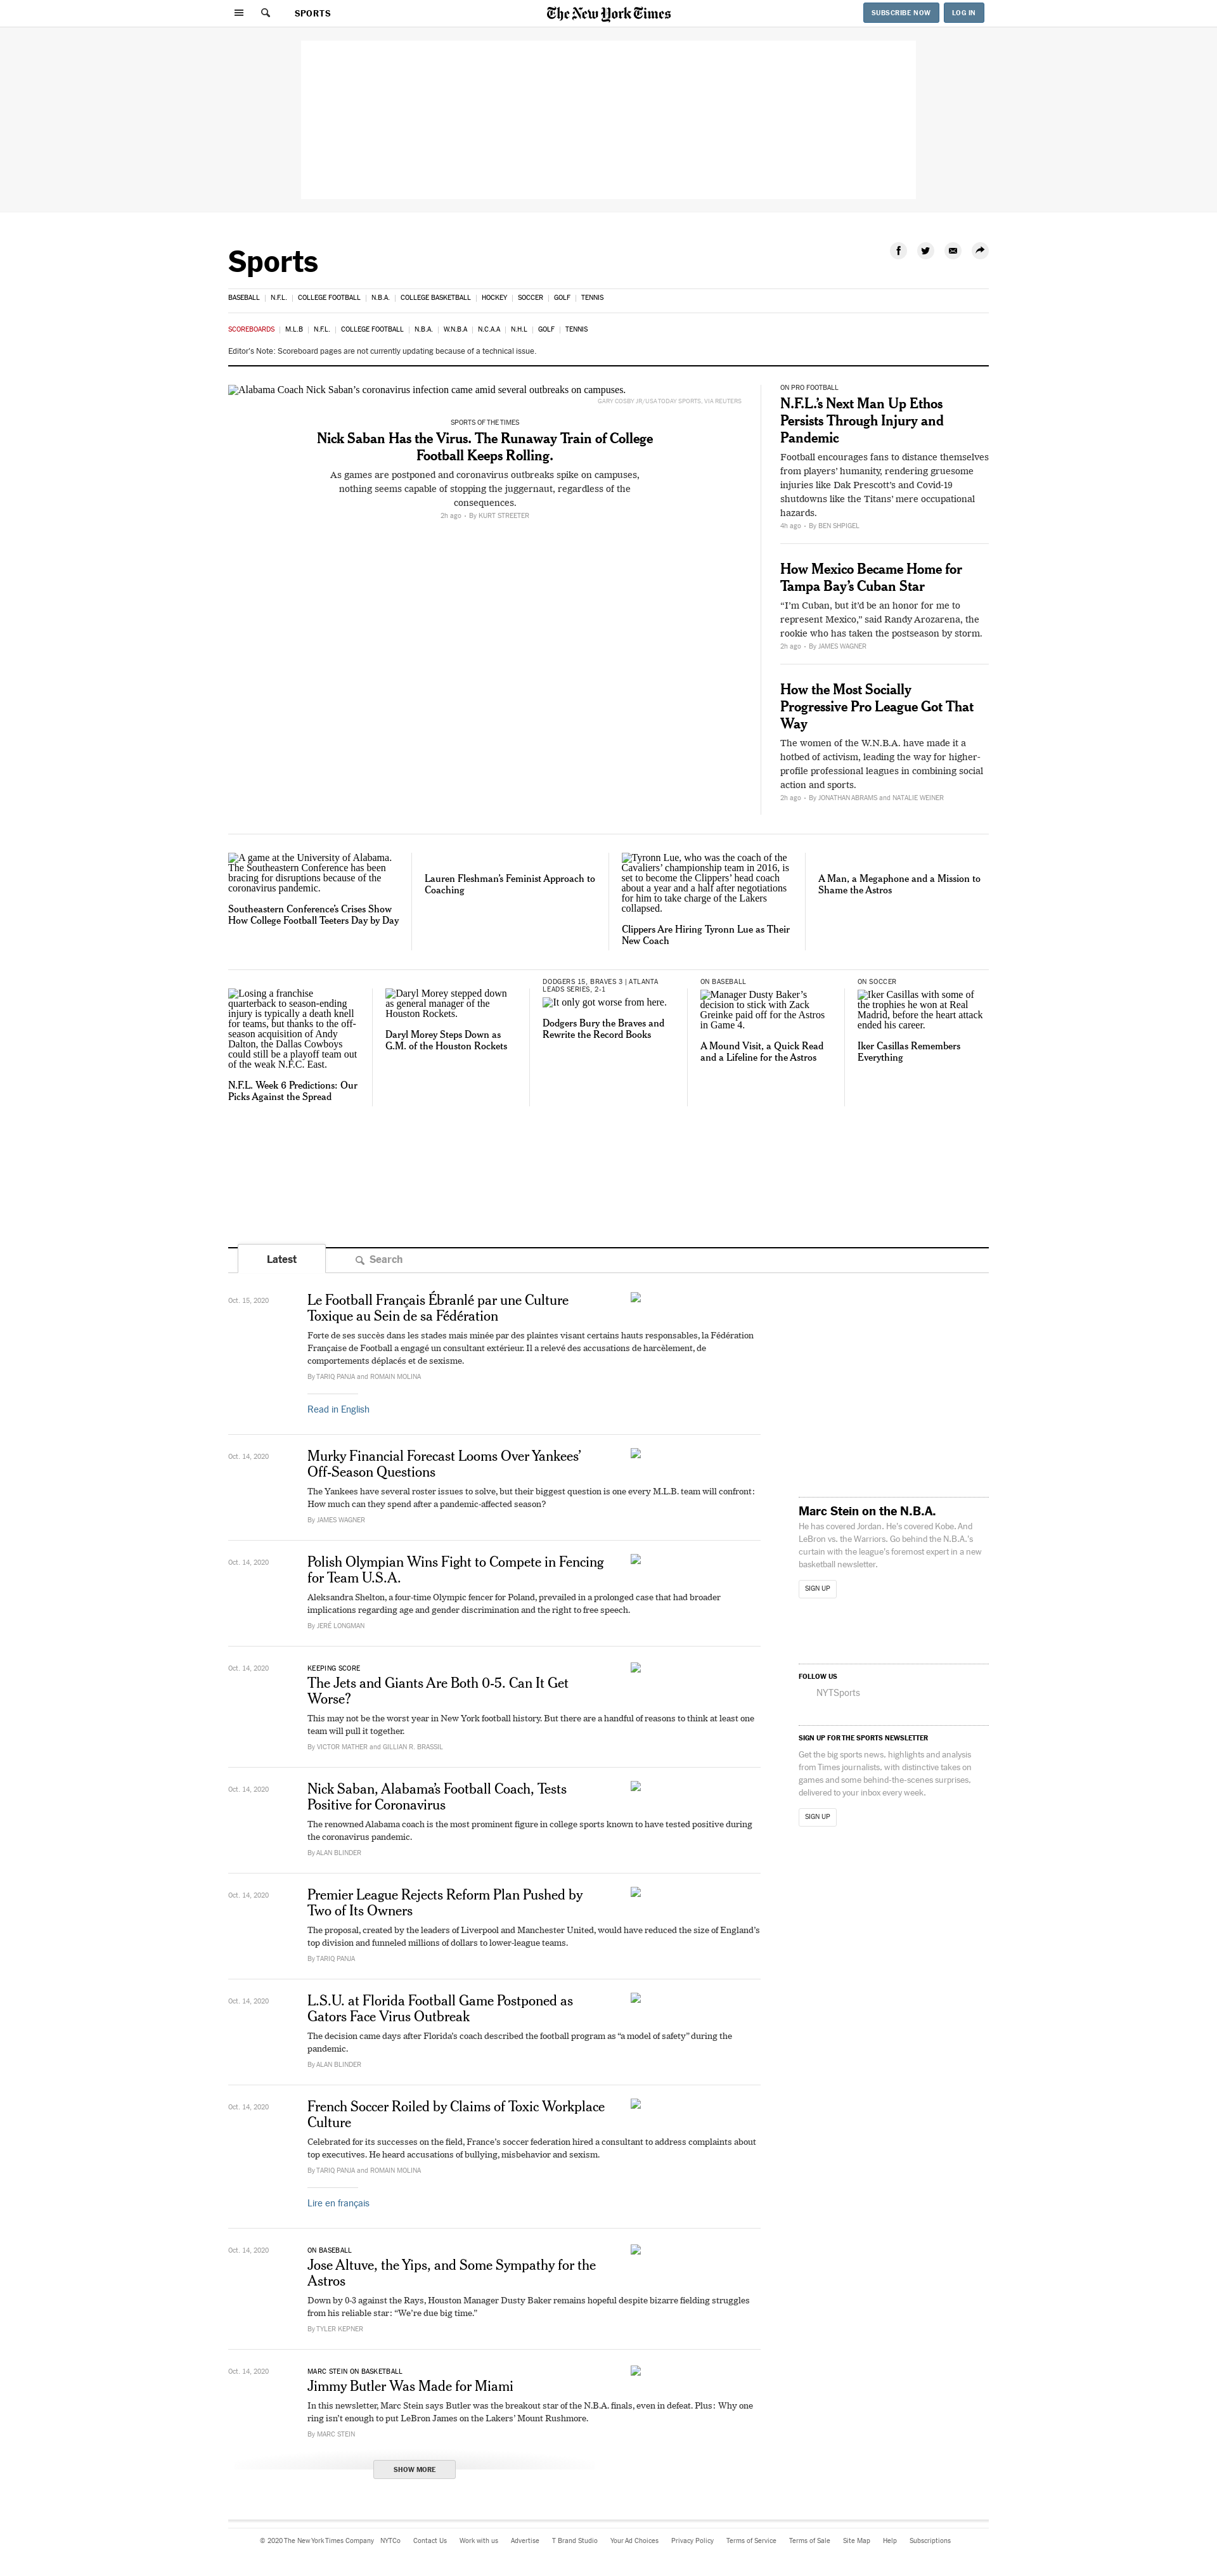 SPORTS
The New York Times
SUBSCRIBE NOW
LOG IN
Sports
BASEBALL | N.F.L. | COLLEGE FOOTBALL | N.B.A. | COLLEGE BASKETBALL | HOCKEY | SOCCER | GOLF | TENNIS
SCOREBOARDS | M.L.B | N.F.L. | COLLEGE FOOTBALL | N.B.A. | W.N.B.A | N.C.A.A | N.H.L | GOLF | TENNIS
Editor's Note: Scoreboard pages are not currently updating because of a technical issue.
Alabama Coach Nick Saban’s coronavirus infection came amid several outbreaks on campuses.
GARY COSBY JR/USA TODAY SPORTS, VIA REUTERS
SPORTS OF THE TIMES
Nick Saban Has the Virus. The Runaway Train of College
Football Keeps Rolling.
As games are postponed and coronavirus outbreaks spike on campuses,
nothing seems capable of stopping the juggernaut, regardless of the
consequences.
2h ago • By KURT STREETER
ON PRO FOOTBALL
N.F.L.’s Next Man Up Ethos
Persists Through Injury and
Pandemic
Football encourages fans to distance themselves
from players’ humanity, rendering gruesome
injuries like Dak Prescott’s and Covid-19
shutdowns like the Titans’ mere occupational
hazards.
4h ago • By BEN SHPIGEL
How Mexico Became Home for
Tampa Bay’s Cuban Star
“I’m Cuban, but it’d be an honor for me to
represent Mexico,” said Randy Arozarena, the
rookie who has taken the postseason by storm.
2h ago • By JAMES WAGNER
How the Most Socially
Progressive Pro League Got That
Way
The women of the W.N.B.A. have made it a
hotbed of activism, leading the way for higher-
profile professional leagues in combining social
action and sports.
2h ago • By JONATHAN ABRAMS and NATALIE WEINER
A game at the University of Alabama.
The Southeastern Conference has been
bracing for disruptions because of the
coronavirus pandemic.
Southeastern Conference’s Crises Show
How College Football Teeters Day by Day
Lauren Fleshman’s Feminist Approach to
Coaching
Tyronn Lue, who was the coach of the
Cavaliers’ championship team in 2016, is
set to become the Clippers’ head coach
about a year and a half after negotiations
for him to take charge of the Lakers
collapsed.
Clippers Are Hiring Tyronn Lue as Their
New Coach
A Man, a Megaphone and a Mission to
Shame the Astros
Losing a franchise
quarterback to season-ending
injury is typically a death knell
for teams, but thanks to the off-
season acquisition of Andy
Dalton, the Dallas Cowboys
could still be a playoff team out
of the weak N.F.C. East.
N.F.L. Week 6 Predictions: Our
Picks Against the Spread
Daryl Morey stepped down
as general manager of the
Houston Rockets.
Daryl Morey Steps Down as
G.M. of the Houston Rockets
DODGERS 15, BRAVES 3 | ATLANTA
LEADS SERIES, 2-1
It only got worse from here.
Dodgers Bury the Braves and
Rewrite the Record Books
ON BASEBALL
Manager Dusty Baker’s
decision to stick with Zack
Greinke paid off for the Astros
in Game 4.
A Mound Visit, a Quick Read
and a Lifeline for the Astros
ON SOCCER
Iker Casillas with some of
the trophies he won at Real
Madrid, before the heart attack
ended his career.
Iker Casillas Remembers
Everything
Latest
Search
Oct. 15, 2020
Le Football Français Ébranlé par une Culture
Toxique au Sein de sa Fédération
Forte de ses succès dans les stades mais minée par des plaintes visant certains hauts responsables, la Fédération
Française de Football a engagé un consultant extérieur. Il a relevé des accusations de harcèlement, de
comportements déplacés et de sexisme.
By TARIQ PANJA and ROMAIN MOLINA
Read in English
Oct. 14, 2020
Murky Financial Forecast Looms Over Yankees’
Off-Season Questions
The Yankees have several roster issues to solve, but their biggest question is one every M.L.B. team will confront:
How much can they spend after a pandemic-affected season?
By JAMES WAGNER
Oct. 14, 2020
Polish Olympian Wins Fight to Compete in Fencing
for Team U.S.A.
Aleksandra Shelton, a four-time Olympic fencer for Poland, prevailed in a prolonged case that had broader
implications regarding age and gender discrimination and the right to free speech.
By JERÉ LONGMAN
Oct. 14, 2020
KEEPING SCORE
The Jets and Giants Are Both 0-5. Can It Get
Worse?
This may not be the worst year in New York football history. But there are a handful of reasons to think at least one
team will pull it together.
By VICTOR MATHER and GILLIAN R. BRASSIL
Oct. 14, 2020
Nick Saban, Alabama’s Football Coach, Tests
Positive for Coronavirus
The renowned Alabama coach is the most prominent figure in college sports known to have tested positive during
the coronavirus pandemic.
By ALAN BLINDER
Oct. 14, 2020
Premier League Rejects Reform Plan Pushed by
Two of Its Owners
The proposal, created by the leaders of Liverpool and Manchester United, would have reduced the size of England’s
top division and funneled millions of dollars to lower-league teams.
By TARIQ PANJA
Oct. 14, 2020
L.S.U. at Florida Football Game Postponed as
Gators Face Virus Outbreak
The decision came days after Florida’s coach described the football program as “a model of safety” during the
pandemic.
By ALAN BLINDER
Oct. 14, 2020
French Soccer Roiled by Claims of Toxic Workplace
Culture
Celebrated for its successes on the field, France’s soccer federation hired a consultant to address complaints about
top executives. He heard accusations of bullying, misbehavior and sexism.
By TARIQ PANJA and ROMAIN MOLINA
Lire en français
Oct. 14, 2020
ON BASEBALL
Jose Altuve, the Yips, and Some Sympathy for the
Astros
Down by 0-3 against the Rays, Houston Manager Dusty Baker remains hopeful despite bizarre fielding struggles
from his reliable star: “We’re due big time.”
By TYLER KEPNER
Oct. 14, 2020
MARC STEIN ON BASKETBALL
Jimmy Butler Was Made for Miami
In this newsletter, Marc Stein says Butler was the breakout star of the N.B.A. finals, even in defeat. Plus: Why one
ring isn’t enough to put LeBron James on the Lakers’ Mount Rushmore.
By MARC STEIN
SHOW MORE
Marc Stein on the N.B.A.
He has covered Jordan. He’s covered Kobe. And
LeBron vs. the Warriors. Go behind the N.B.A.’s
curtain with the league’s foremost expert in a new
basketball newsletter.
SIGN UP
FOLLOW US
NYTSports
SIGN UP FOR THE SPORTS NEWSLETTER
Get the big sports news, highlights and analysis
from Times journalists, with distinctive takes on
games and some behind-the-scenes surprises,
delivered to your inbox every week.
SIGN UP
© 2020 The New York Times Company NYTCo Contact Us Work with us Advertise T Brand Studio Your Ad Choices Privacy Policy Terms of Service Terms of Sale Site Map Help Subscriptions